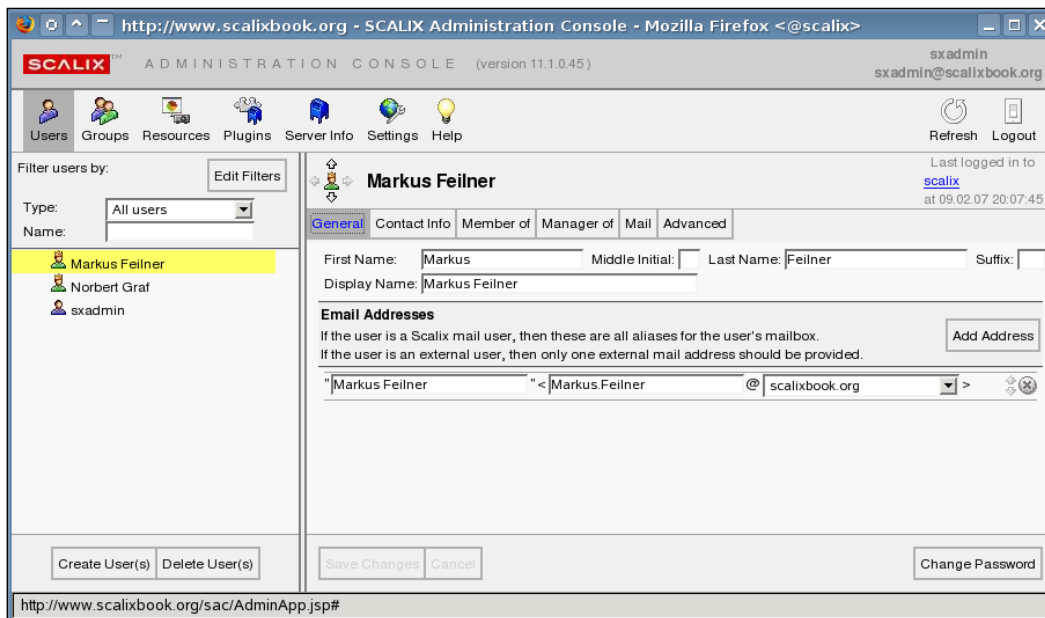 http://www.scalixbook.org - SCALIX Administration Console - Mozilla Firefox <@scalix>
SCALIX™ ADMINISTRATION CONSOLE (version 11.1.0.45)
sxadmin
sxadmin@scalixbook.org
Users Groups Resources Plugins Server Info Settings Help Refresh Logout
Filter users by:
Edit Filters
Type: All users
Name:
Markus Feilner
Norbert Graf
sxadmin
Create User(s) Delete User(s)
Markus Feilner
Last logged in to
scalix
at 09.02.07 20:07:45
General Contact Info Member of Manager of Mail Advanced
First Name: Markus Middle Initial: Last Name: Feilner Suffix:
Display Name: Markus Feilner
Email Addresses
If the user is a Scalix mail user, then these are all aliases for the user's mailbox.
If the user is an external user, then only one external mail address should be provided.
Add Address
"Markus Feilner "< Markus.Feilner @ scalixbook.org >
Save Changes Cancel
Change Password
http://www.scalixbook.org/sac/AdminApp.jsp#